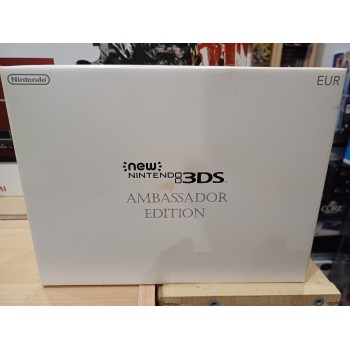 Nintendo
EUR
new
NINTENDO 3DS
AMBASSADOR
EDITION